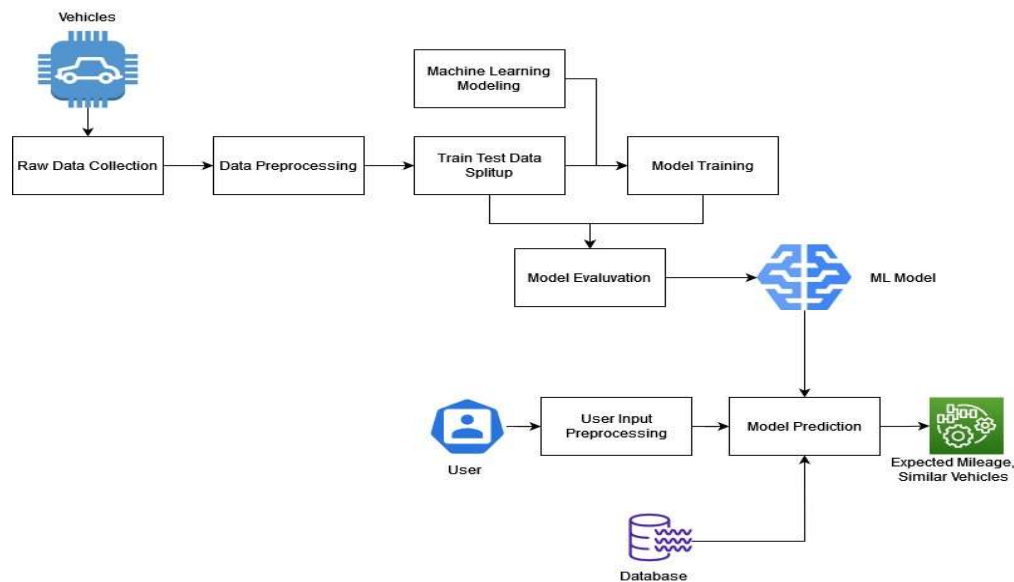 Vehicles
Machine Learning
Modeling
Raw Data Collection
Data Preprocessing
Train Test Data
Splitup
Model Training
Model Evaluvation
ML Model
User Input
Preprocessing
Model Prediction
User
Expected Mileage,
Similar Vehicles
Database